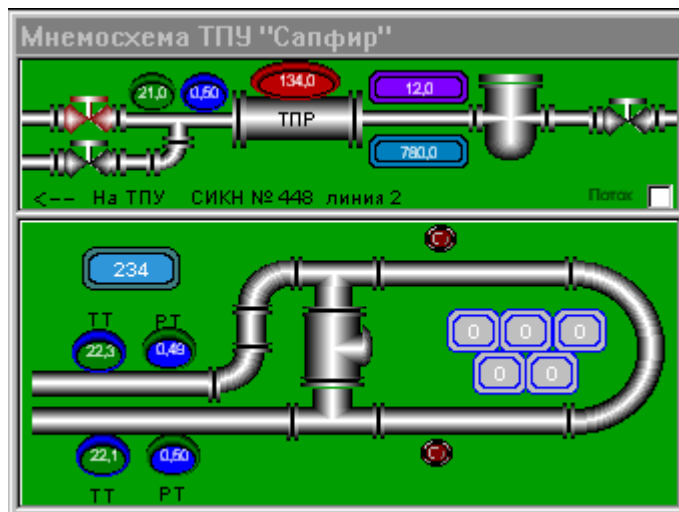 Мнемосхема ТПУ "Сапфир"
21,0 0,50 134,0 12,0
ТПР
780,0
<-- На ТПУ СИКН № 448 линия 2 Поток
234
ТТ РТ
22,3 0,49
0 0 0
0 0
22,1 0,50
ТТ РТ